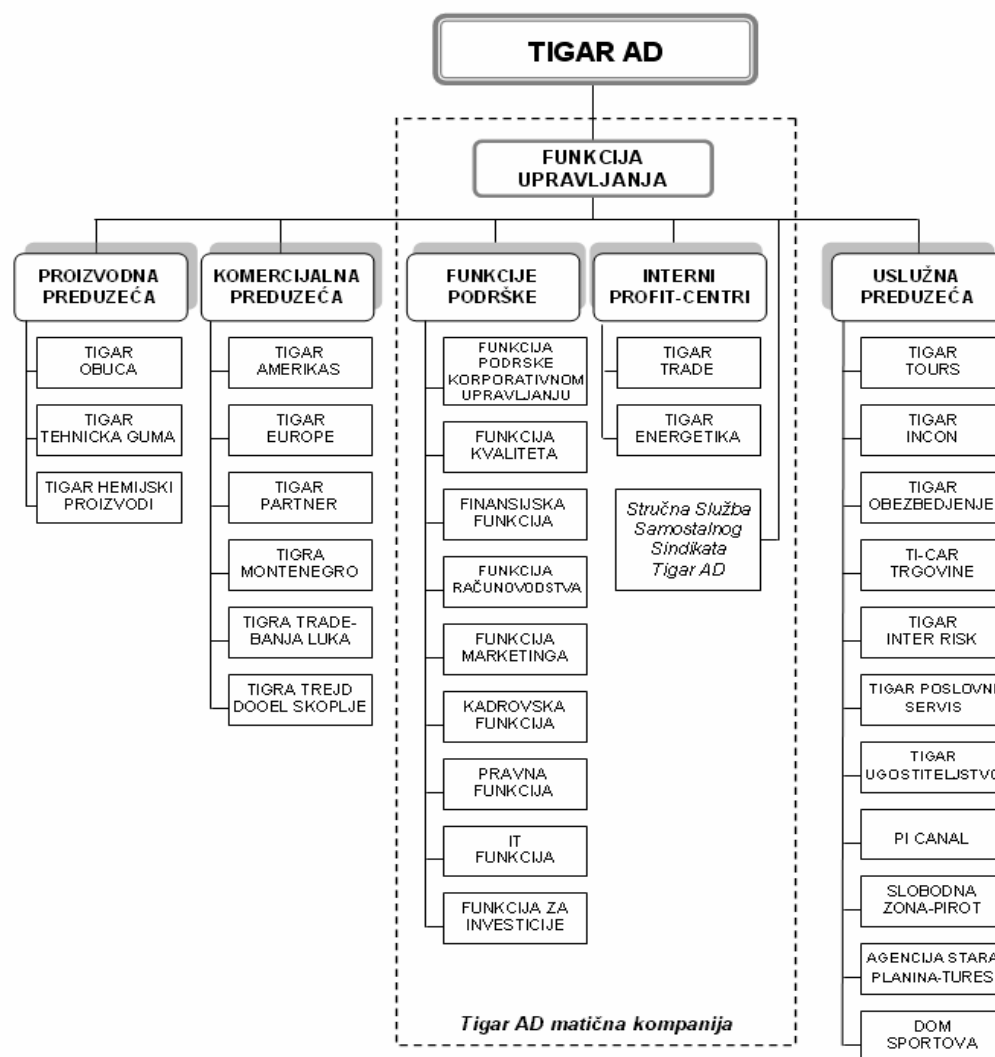 TIGAR AD
FUNKCIJA
UPRAVLJANJA
PROIZVODNA
PREDUZEĆA
TIGAR
OBUCA
TIGAR
TEHNICKA GUMA
TIGAR HEMIJSKI
PROIZVODI
KOMERCIJALNA
PREDUZEĆA
TIGAR
AMERIKAS
TIGAR
EUROPE
TIGAR
PARTNER
TIGRA
MONTENEGRO
TIGRA TRADE-
BANJA LUKA
TIGRA TREJD
DOOEL SKOPLJE
FUNKCIJE
PODRŠKE
FUNKCIJA
PODRSKE
KORPORATIVNOM
UPRAVLJANJU
FUNKCIJA
KVALITETA
FINANSIJSKA
FUNKCIJA
FUNKCIJA
RAČUNOVODSTVA
FUNKCIJA
MARKETINGA
KADROVSKA
FUNKCIJA
PRAVNA
FUNKCIJA
IT
FUNKCIJA
FUNKCIJA ZA
INVESTICIJE
INTERNI
PROFIT-CENTRI
TIGAR
TRADE
TIGAR
ENERGETIKA
Stručna Služba
Samostalnog
Sindikata
Tigar AD
USLUŽNA
PREDUZEĆA
TIGAR
TOURS
TIGAR
INCON
TIGAR
OBEZBEDJENJE
TI-CAR
TRGOVINE
TIGAR
INTER RISK
TIGAR POSLOVNI
SERVIS
TIGAR
UGOSTITELJSTVO
PI CANAL
SLOBODNA
ZONA-PIROT
AGENCIJA STARA
PLANINA-TURES
DOM
SPORTOVA
Tigar AD matična kompanija